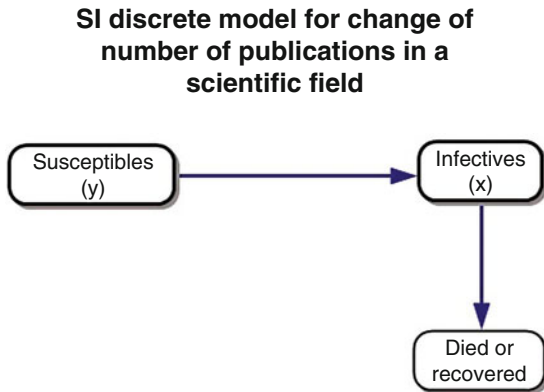 SI discrete model for change of
number of publications in a
scientific field
Susceptibles
(y)
Infectives
(x)
Died or
recovered